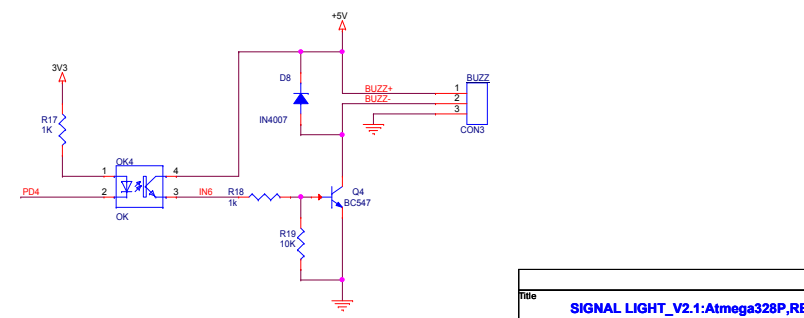 +5V
3V3
D8
BUZZ
BUZZ+
1
BUZZ-
2
3
R17
1K
IN4007
CON3
OK4
1
4
PD4
2
3
IN6
R18
1k
Q4
BC547
OK
R19
10K
Title
SIGNAL LIGHT_V2.1:Atmega328P,RE